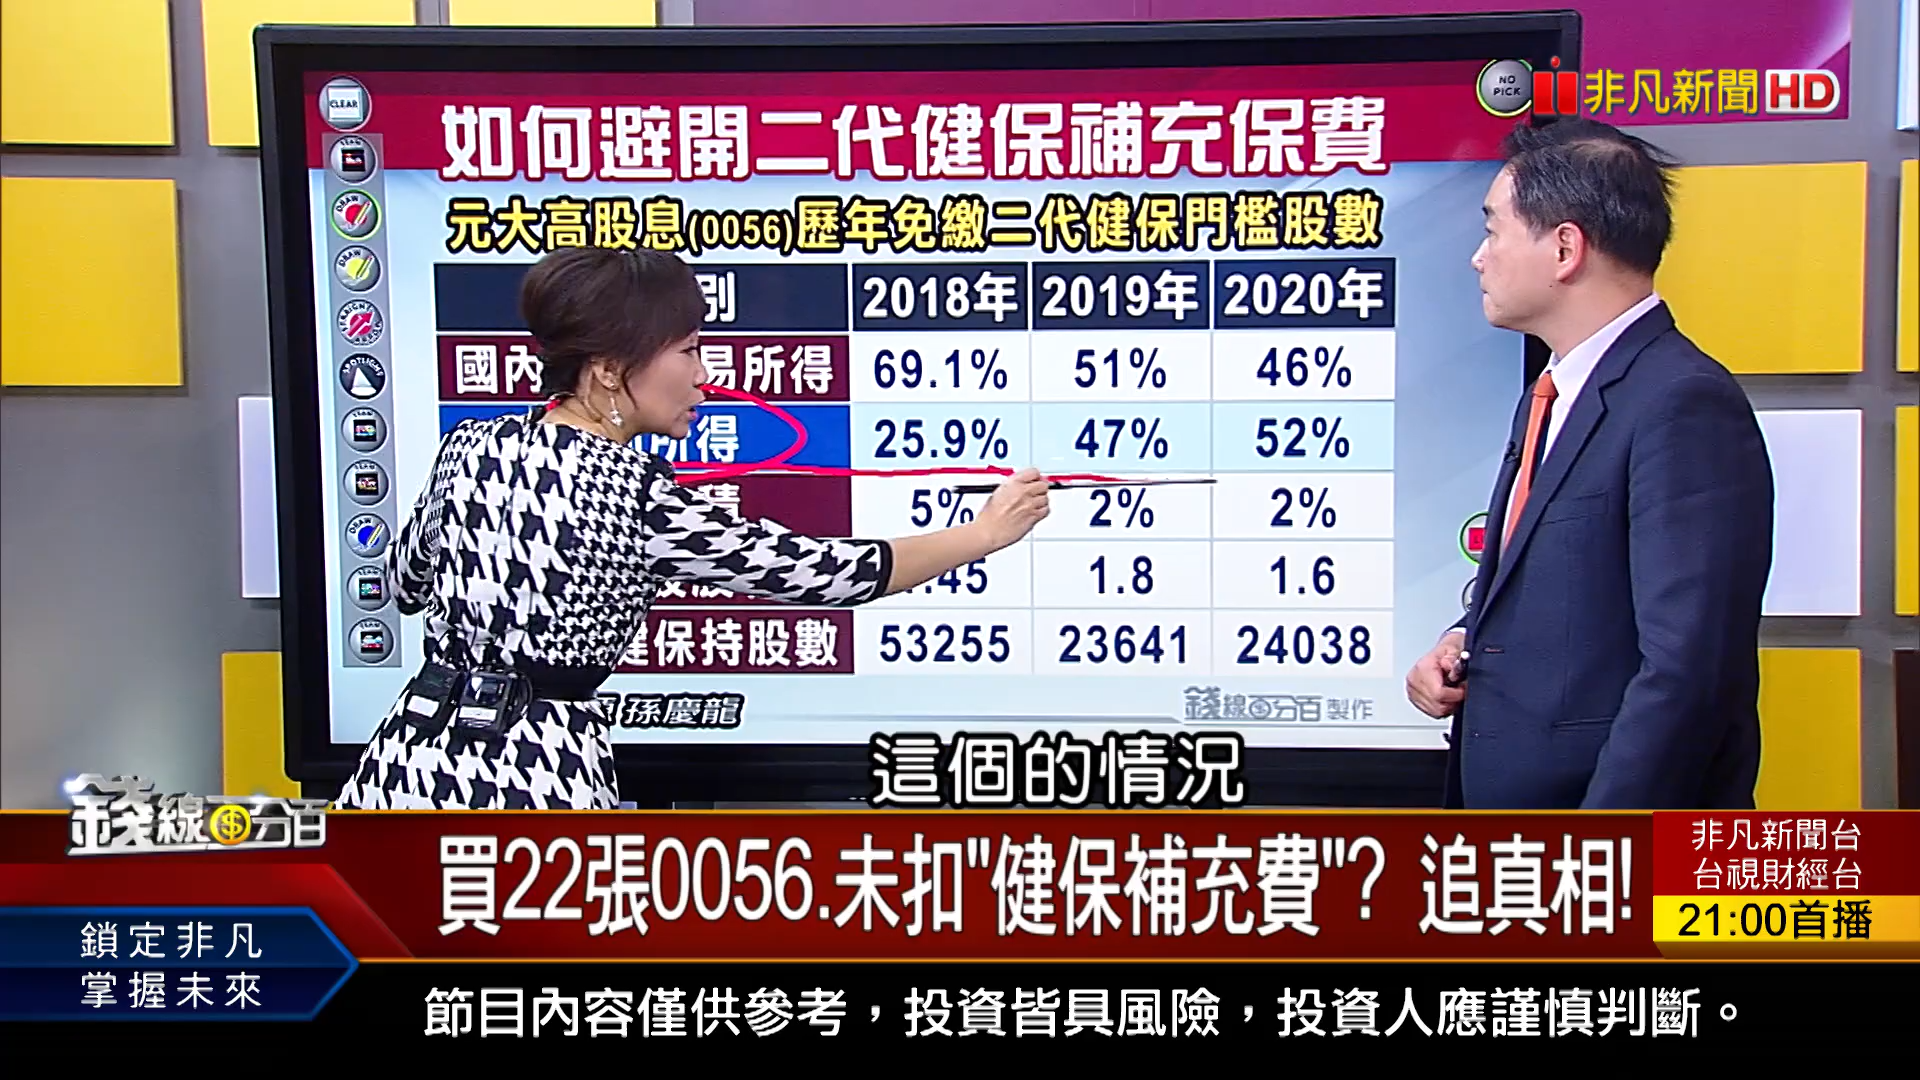 NO PICK
非凡新聞HD
CLEAR
如何避開二代健保補充保費
元大高股息(0056)歷年免繳二代健保門檻股數
別 2018年 2019年 2020年
國內 易所得 69.1% 51% 46%
所得 25.9% 47% 52%
積 5% 2% 2%
.45 1.8 1.6
健保持股數 53255 23641 24038
孫慶龍
錢線百分百製作
這個的情況
錢線百分百
買22張0056.未扣"健保補充費"? 追真相!
非凡新聞台
台視財經台
21:00首播
鎖定非凡
掌握未來
節目內容僅供參考，投資皆具風險，投資人應謹慎判斷。